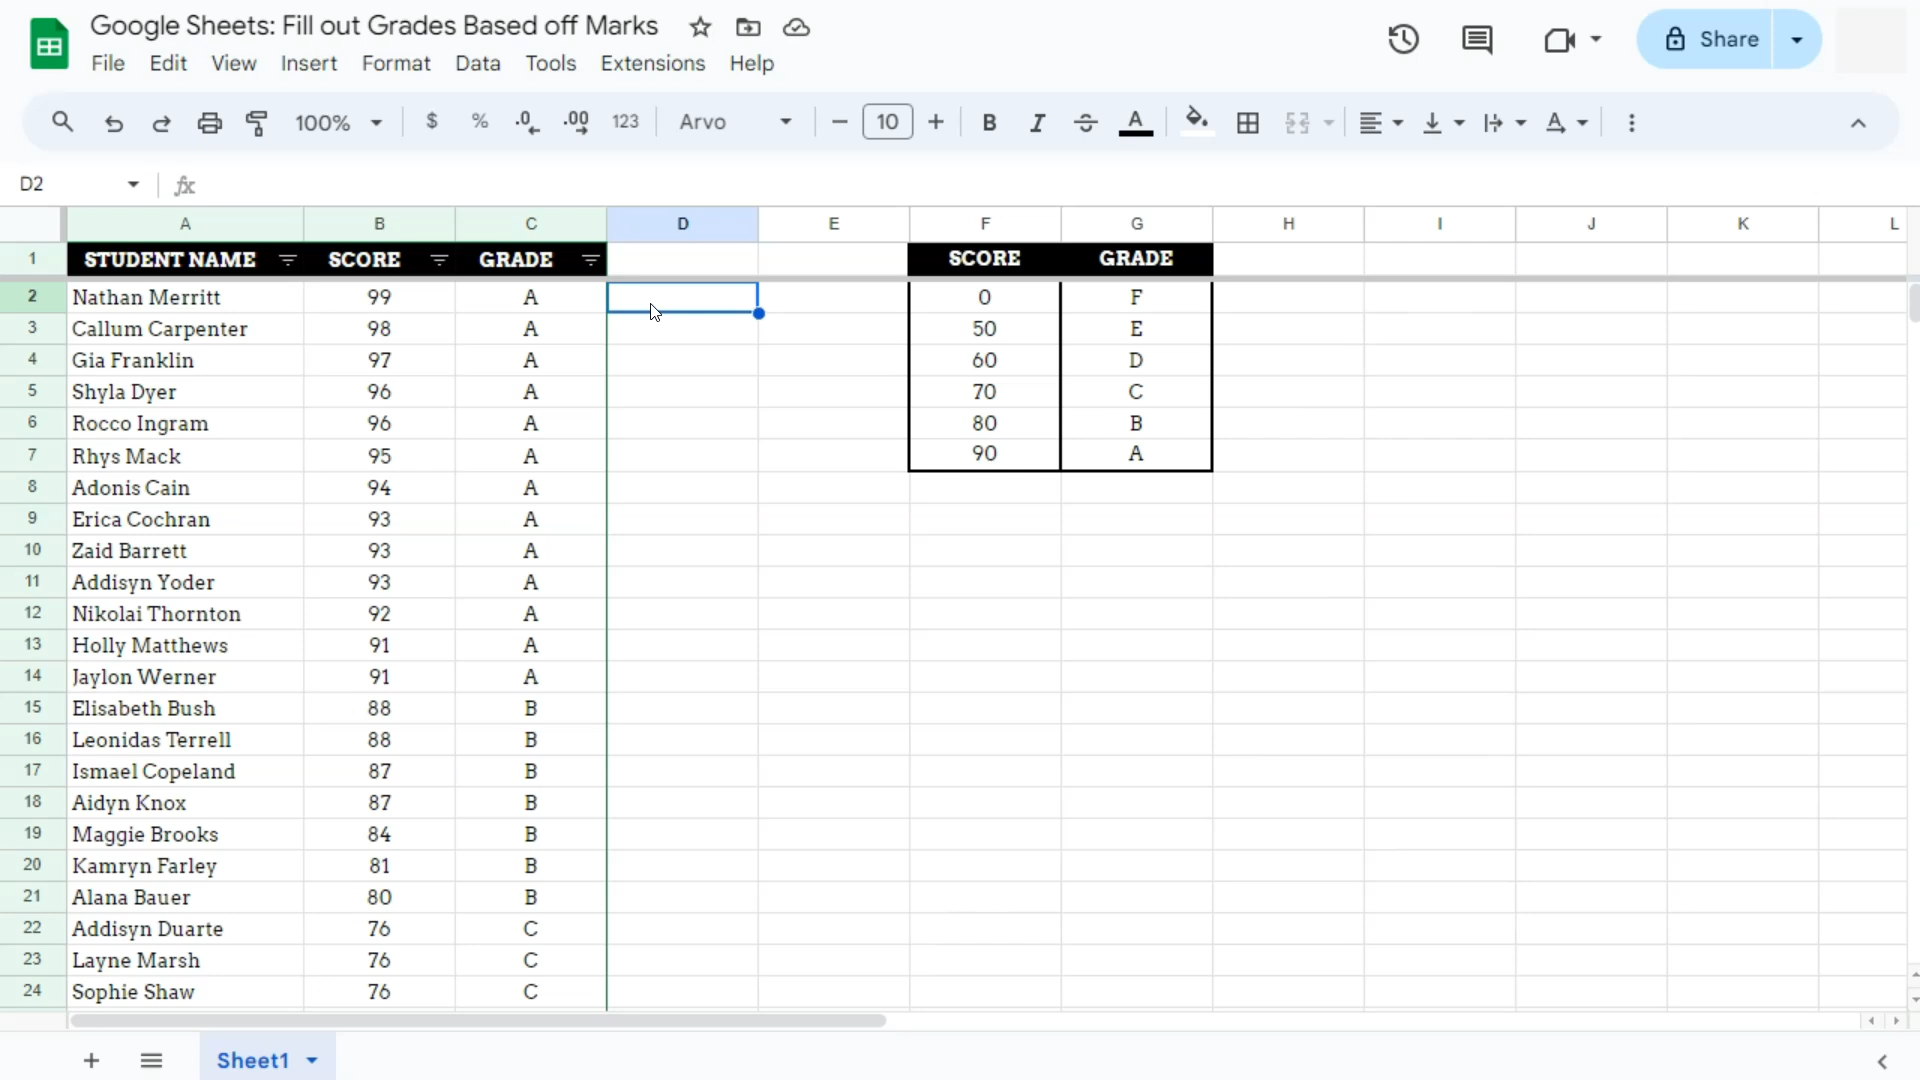 Google Sheets: Fill out Grades Based off Marks
Share
File Edit View Insert Format Data Tools Extensions Help
100% $ % .0 .00 123 Arvo 10 B I S A
D2 fx
A B C D E F G H I J K L
1 STUDENT NAME SCORE GRADE SCORE GRADE
2 Nathan Merritt 99 A 0 F
3 Callum Carpenter 98 A 50 E
4 Gia Franklin 97 A 60 D
5 Shyla Dyer 96 A 70 C
6 Rocco Ingram 96 A 80 B
7 Rhys Mack 95 A 90 A
8 Adonis Cain 94 A
9 Erica Cochran 93 A
10 Zaid Barrett 93 A
11 Addisyn Yoder 93 A
12 Nikolai Thornton 92 A
13 Holly Matthews 91 A
14 Jaylon Werner 91 A
15 Elisabeth Bush 88 B
16 Leonidas Terrell 88 B
17 Ismael Copeland 87 B
18 Aidyn Knox 87 B
19 Maggie Brooks 84 B
20 Kamryn Farley 81 B
21 Alana Bauer 80 B
22 Addisyn Duarte 76 C
23 Layne Marsh 76 C
24 Sophie Shaw 76 C
Sheet1